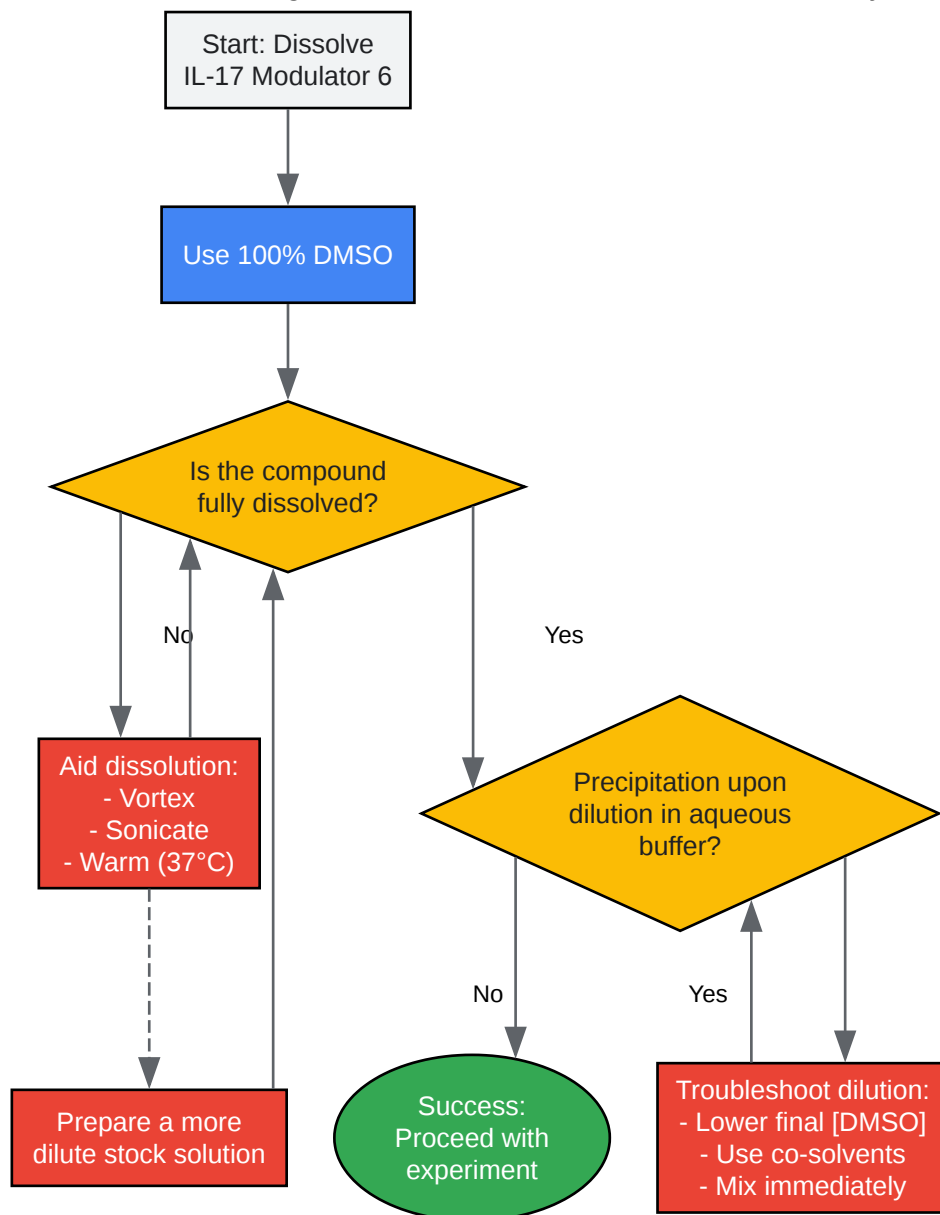 Start: Dissolve
IL-17 Modulator 6
Use 100% DMSO
Is the compound
fully dissolved?
No
Yes
Aid dissolution:
- Vortex
- Sonicate
- Warm (37°C)
Precipitation upon
dilution in aqueous
buffer?
No
Yes
Prepare a more
dilute stock solution
Success:
Proceed with
experiment
Troubleshoot dilution:
- Lower final [DMSO]
- Use co-solvents
- Mix immediately